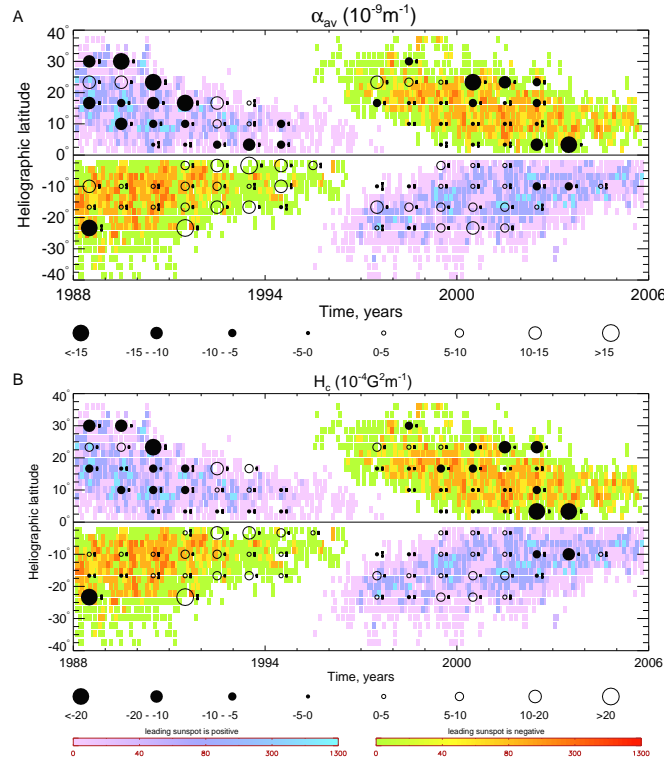 A
α_av (10⁻⁹m⁻¹)
40°
30°
20°
10°
0
-10°
-20°
-30°
-40°
Heliographic latitude
1988 1994 2000 2006
Time, years
<-15 -15 - -10 -10 - -5 -5-0 0-5 5-10 10-15 >15
B
H_c (10⁻⁴G²m⁻¹)
40°
30°
20°
10°
0
-10°
-20°
-30°
-40°
Heliographic latitude
1988 1994 2000 2006
Time, years
<-20 -20 - -10 -10 - -5 -5-0 0-5 5-10 10-20 >20
leading sunspot is positive leading sunspot is negative
0 40 80 300 1300 0 40 80 300 1300